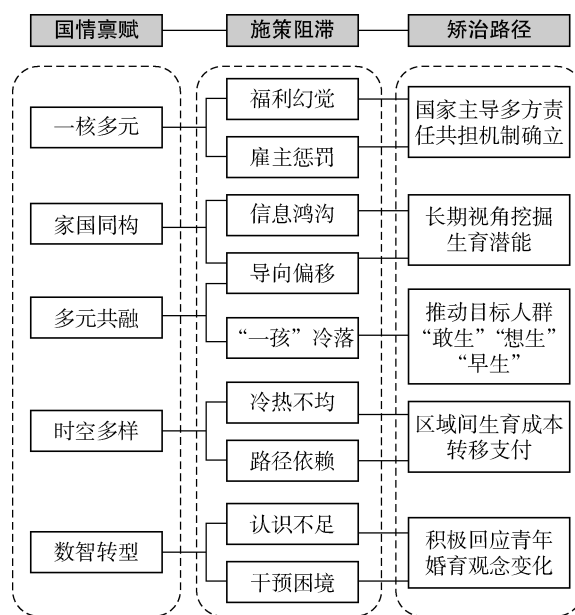 国情禀赋
施策阻滞
矫治路径
一核多元
家国同构
多元共融
时空多样
数智转型
福利幻觉
雇主惩罚
信息鸿沟
导向偏移
“一孩”冷落
冷热不均
路径依赖
认识不足
干预困境
国家主导多方责
任共担机制确立
长期视角挖掘
生育潜能
推动目标人群
“敢生”“想生”
“早生”
区域间生育成本
转移支付
积极回应青年
婚育观念变化